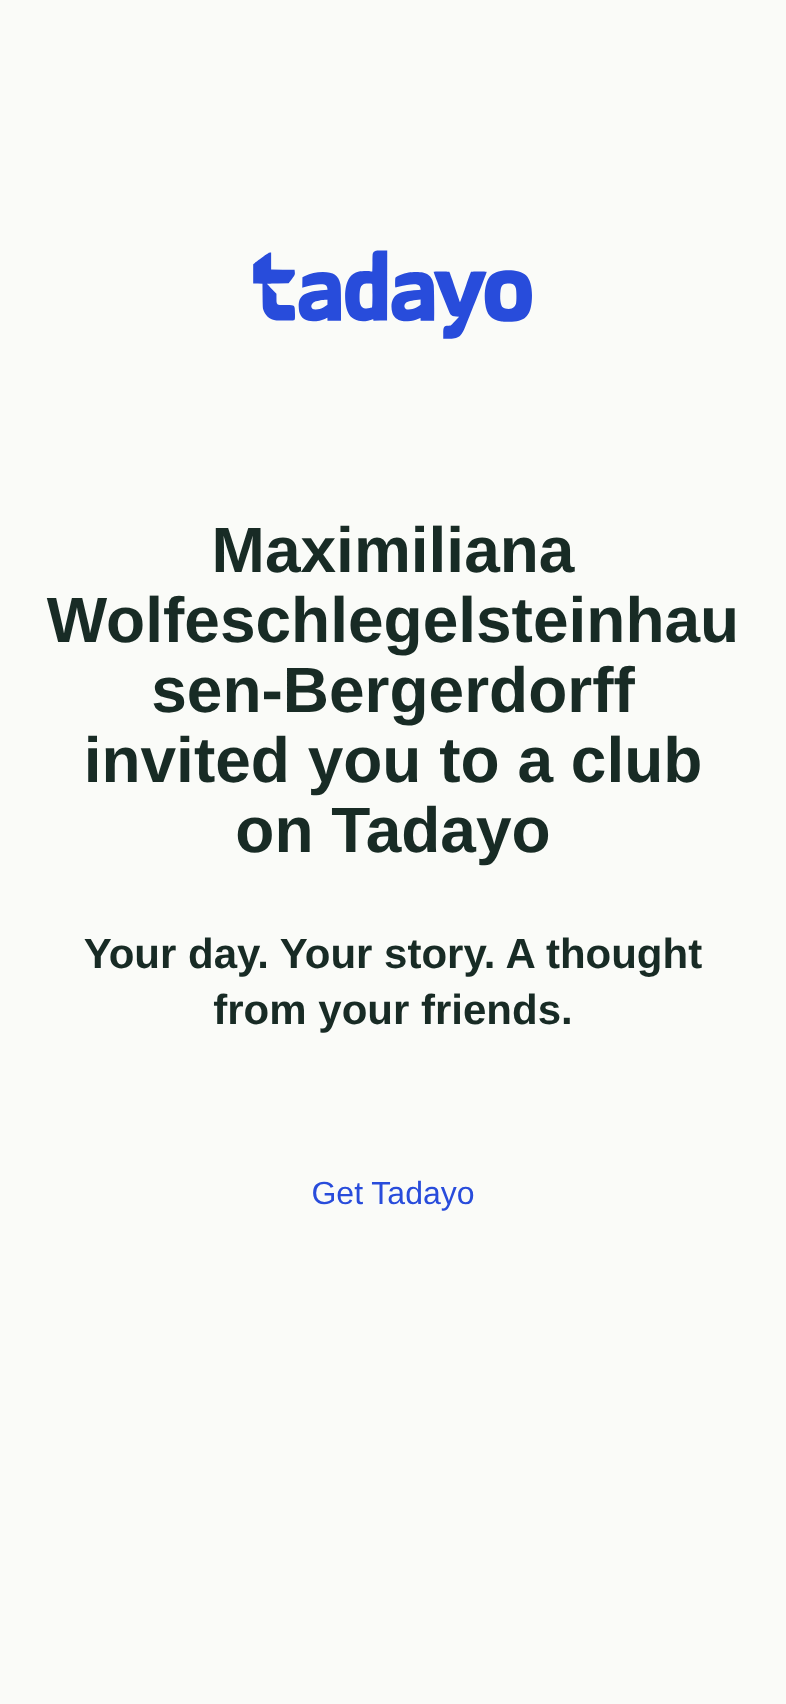 tadayo
Maximiliana
Wolfeschlegelsteinhau
sen-Bergerdorff
invited you to a club
on Tadayo
Your day. Your story. A thought
from your friends.
Get Tadayo